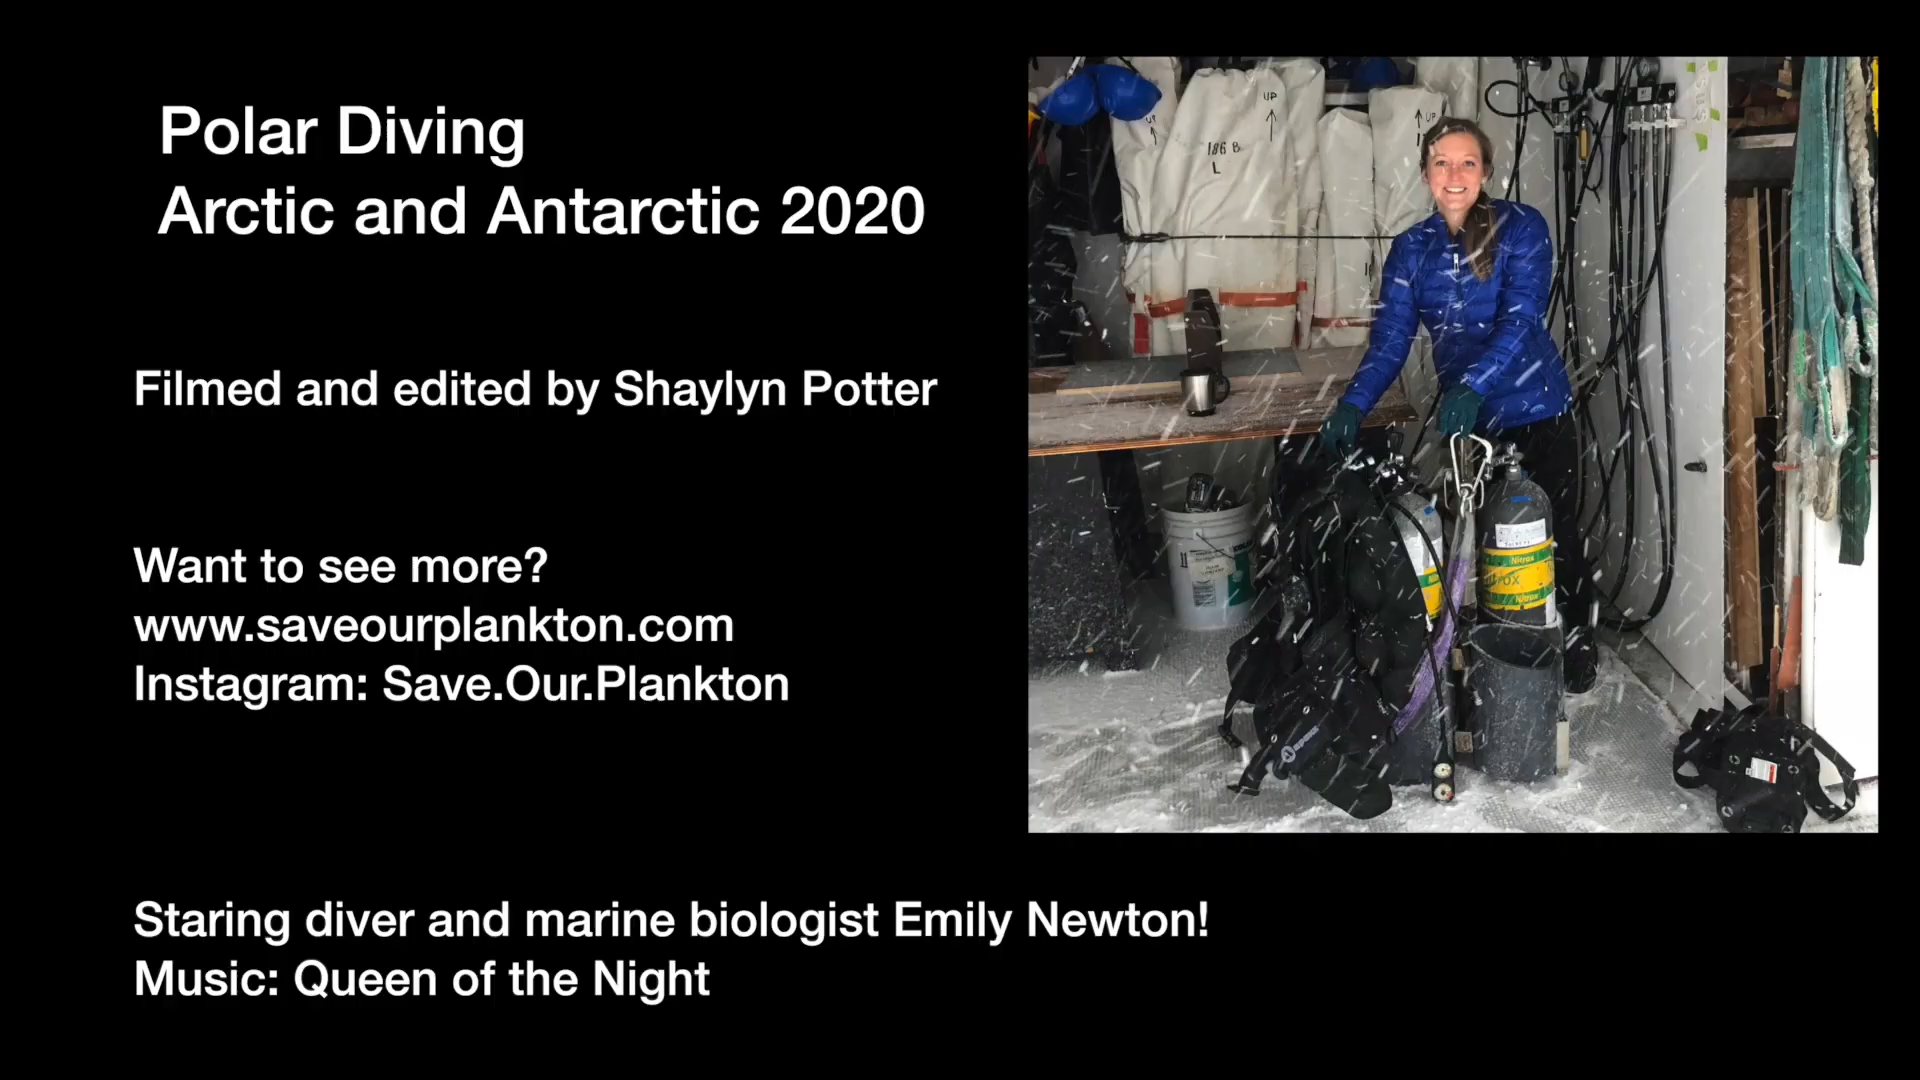 Polar Diving
Arctic and Antarctic 2020
Filmed and edited by Shaylyn Potter
Want to see more?
www.saveourplankton.com
Instagram: Save.Our.Plankton
Staring diver and marine biologist Emily Newton!
Music: Queen of the Night
UP
UP
UP
186 B
L
Nitrox
Nitrox